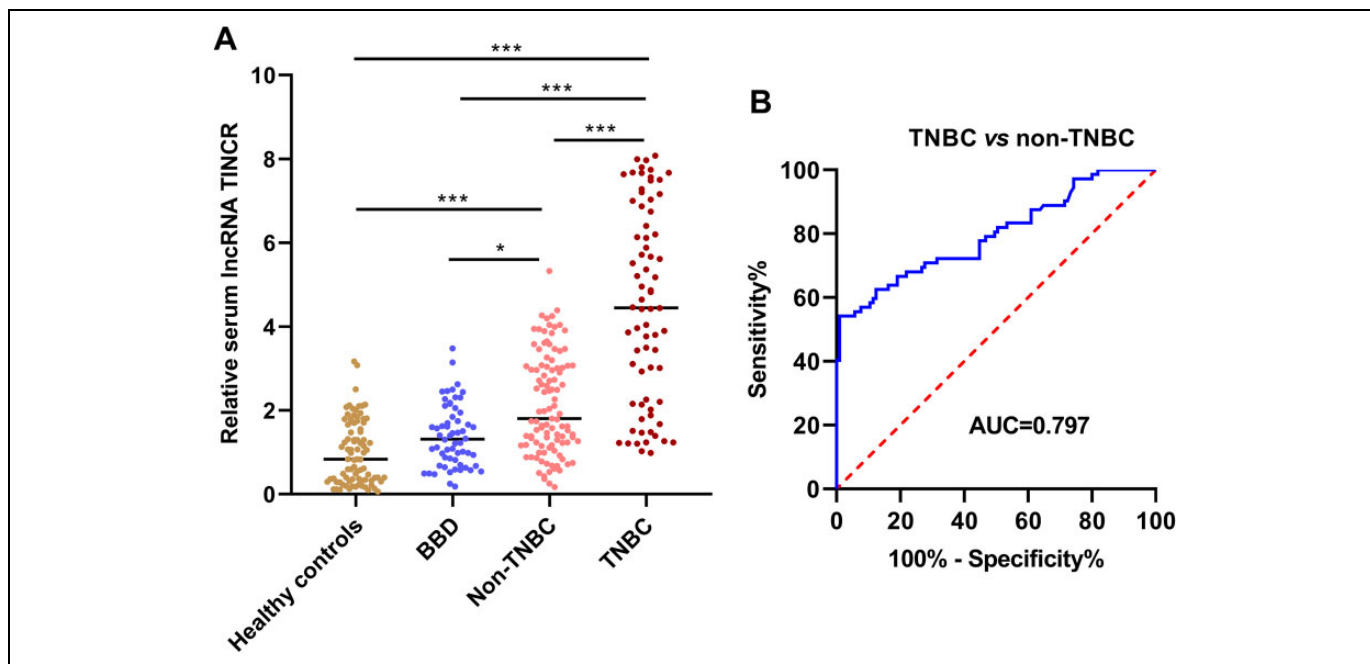 A
Relative serum lncRNA TINCR
10
8
6
4
2
0
***
***
***
***
*
Healthy controls
BBD
Non-TNBC
TNBC
B
TNBC vs non-TNBC
Sensitivity%
100
80
60
40
20
0
AUC=0.797
0 20 40 60 80 100
100% - Specificity%